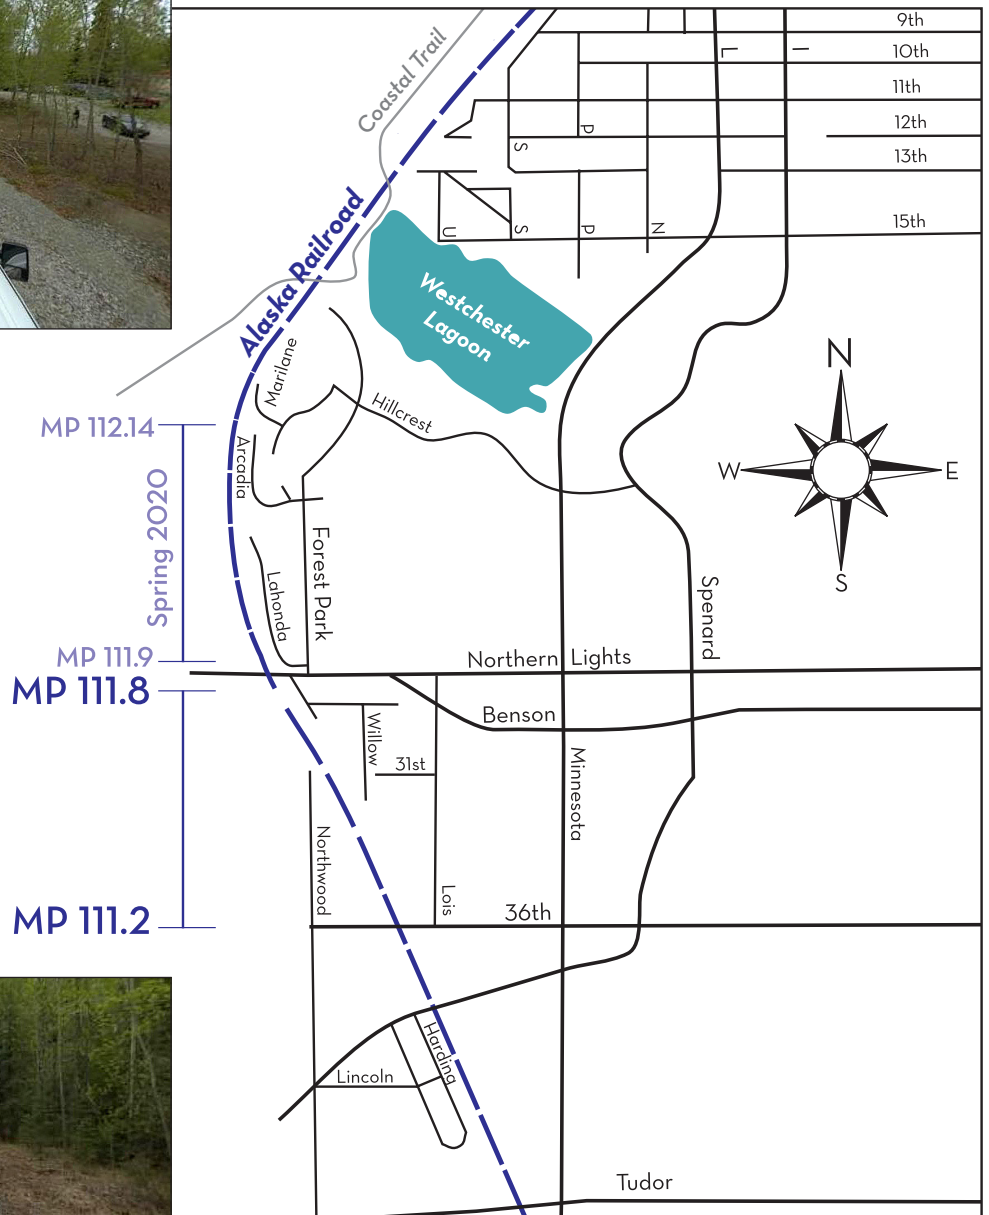 9th
Coastal Trail
L
I
10th
11th
P
12th
S
13th
Alaska Railroad
U
S
P
N
15th
Westchester
Lagoon
Marilane
N
Hillcrest
MP 112.14
Arcadia
W
E
Spring 2020
Forest Park
S
Lahonda
Spenard
MP 111.9
Northern Lights
MP 111.8
Benson
Willow
31st
Minnesota
Northwood
Lois
MP 111.2
36th
Harding
Lincoln
Tudor